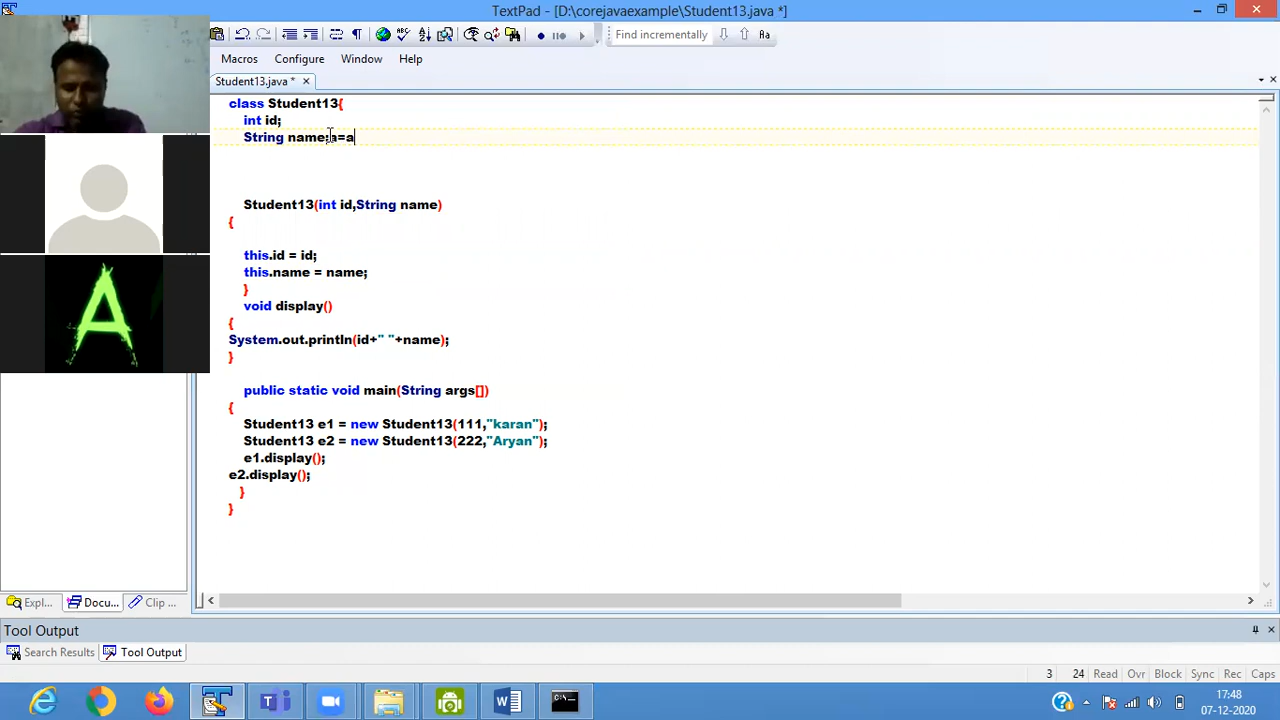 TextPad - [D:\corejavaexample\Student13.java *]
Find incrementally
Macros Configure Window Help
Student13.java *
class Student13{
int id;
String name;a=a
Student13(int id,String name)
{
this.id = id;
this.name = name;
}
void display()
{
System.out.println(id+" "+name);
}
public static void main(String args[])
{
Student13 e1 = new Student13(111,"karan");
Student13 e2 = new Student13(222,"Aryan");
e1.display();
e2.display();
}
}
A
Expl... Docu... Clip ...
Tool Output
Search Results Tool Output
3 24 Read Ovr Block Sync Rec Caps
17:48
07-12-2020